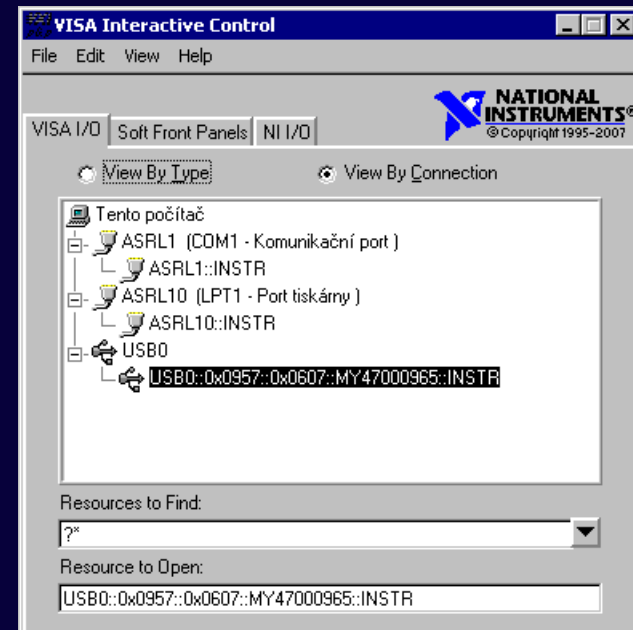 VISA Interactive Control
File Edit View Help
NATIONAL
INSTRUMENTS®
© Copyright 1995-2007
VISA I/O Soft Front Panels NI I/O
View By Type View By Connection
Tento počítač
ASRL1 (COM1 - Komunikační port )
ASRL1::INSTR
ASRL10 (LPT1 - Port tiskárny )
ASRL10::INSTR
USB0
USB0::0x0957::0x0607::MY47000965::INSTR
Resources to Find:
?*
Resource to Open:
USB0::0x0957::0x0607::MY47000965::INSTR